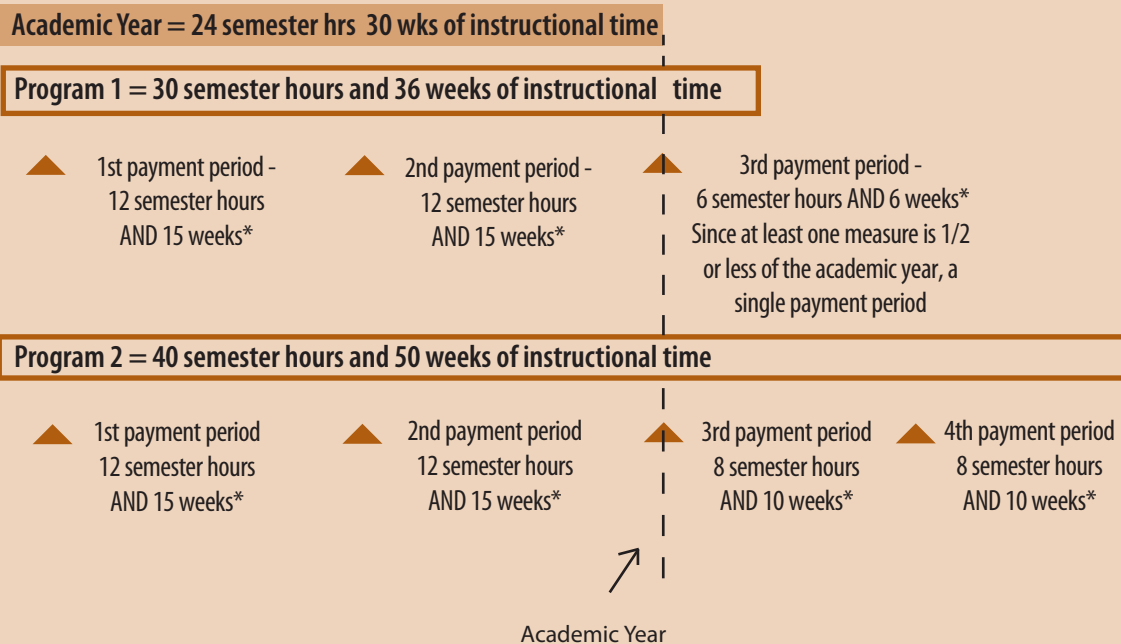 Academic Year = 24 semester hrs 30 wks of instructional time
Program 1 = 30 semester hours and 36 weeks of instructional time
1st payment period -
12 semester hours
AND 15 weeks*
2nd payment period -
12 semester hours
AND 15 weeks*
3rd payment period -
6 semester hours AND 6 weeks*
Since at least one measure is 1/2
or less of the academic year, a
single payment period
Program 2 = 40 semester hours and 50 weeks of instructional time
1st payment period
12 semester hours
AND 15 weeks*
2nd payment period
12 semester hours
AND 15 weeks*
3rd payment period
8 semester hours
AND 10 weeks*
4th payment period
8 semester hours
AND 10 weeks*
Academic Year